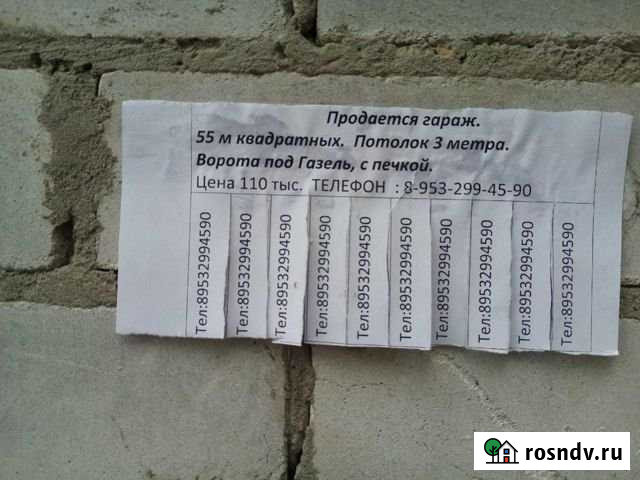 Продается гараж.
55 м квадратных. Потолок 3 метра.
Ворота под Газель, с печкой.
Цена 110 тыс. ТЕЛЕФОН : 8-953-299-45-90
Тел:89532994590
Тел:89532994590
Тел:89532994590
Тел:89532994590
Тел:89532994590
Тел:89532994590
Тел:89532994590
Тел:89532994590
Тел:89532994590
Тел:89532994590
rosndv.ru